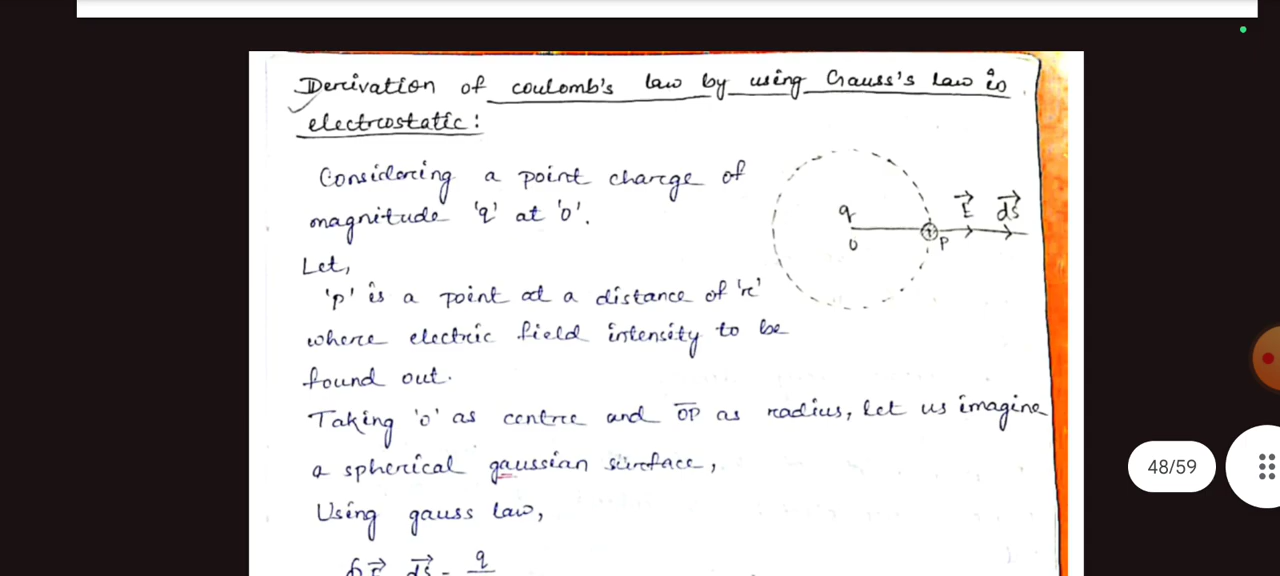 Derivation of coulomb's law by using Gauss's Law in
electrostatic:
Considering a point charge of
magnitude 'q' at 'o'.
Let,
'p' is a point at a distance of 'r'
where electric field intensity to be
found out.
Taking 'o' as centre and OP as radius, let us imagine
a spherical gaussian surface,
Using gauss law,
q
q
O
P
E dS
48/59